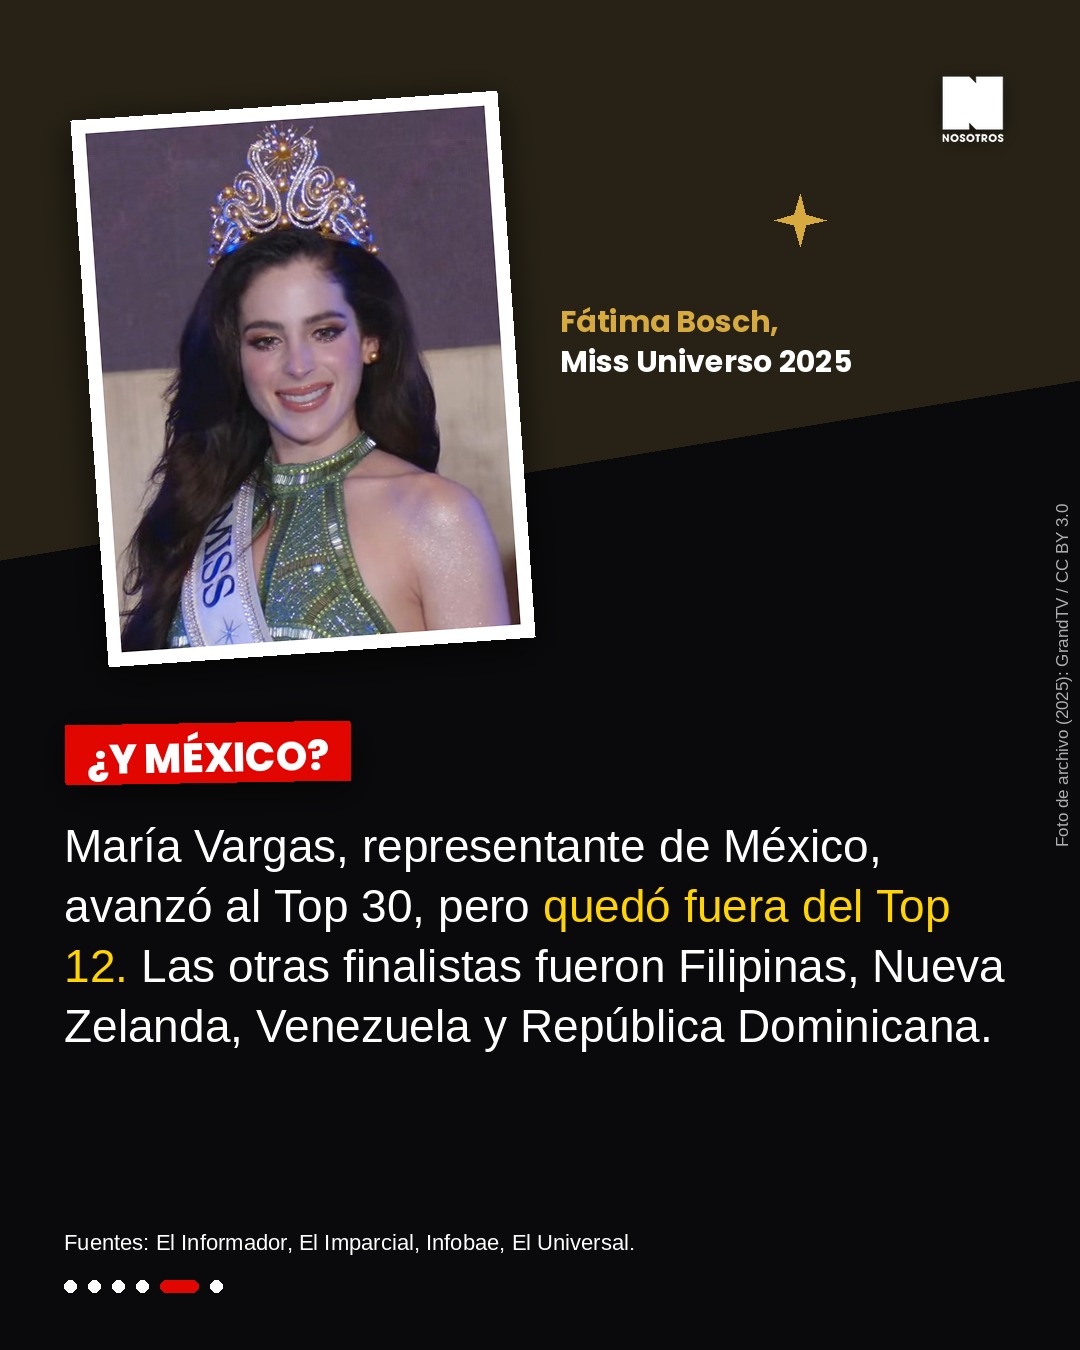 NOSOTROS
Fátima Bosch,
Miss Universo 2025
MISS
Foto de archivo (2025): GrandTV / CC BY 3.0
¿Y MÉXICO?
María Vargas, representante de México,
avanzó al Top 30, pero quedó fuera del Top
12. Las otras finalistas fueron Filipinas, Nueva
Zelanda, Venezuela y República Dominicana.
Fuentes: El Informador, El Imparcial, Infobae, El Universal.